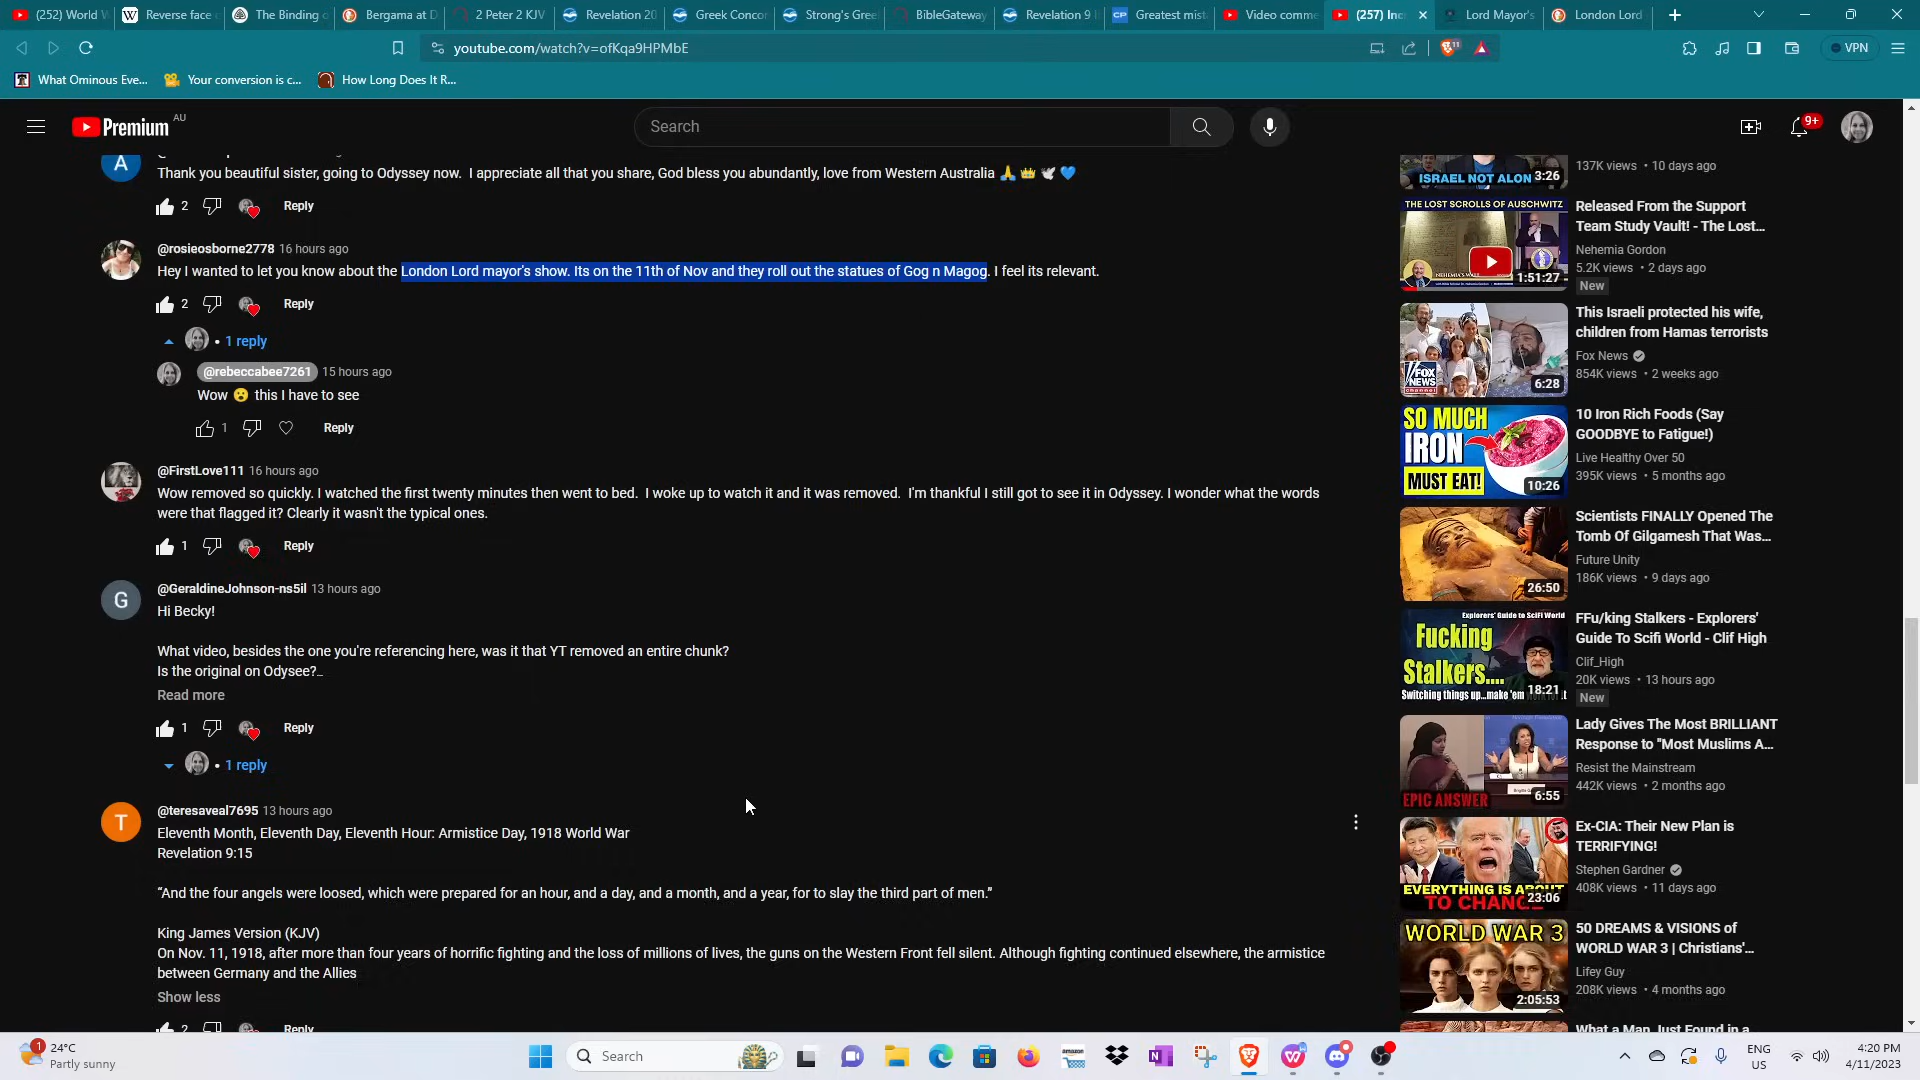 (252) World W
Reverse face
The Binding o
Bergama at D
2 Peter 2 KJV
Revelation 20
Greek Concor
Strong's Gree
BibleGateway
Revelation 9 I
Greatest mist
Video comme
(257) Inc
Lord Mayor's
London Lord
youtube.com/watch?v=ofKqa9HPMbE
11
VPN
What Ominous Eve...
Your conversion is c...
How Long Does It R...
Premium AU
Search
9+
A
Thank you beautiful sister, going to Odyssey now. I appreciate all that you share, God bless you abundantly, love from Western Australia 🙏 👑 🕊 💙
2 Reply
@rosieosborne2778 16 hours ago
Hey I wanted to let you know about the London Lord mayor's show. Its on the 11th of Nov and they roll out the statues of Gog n Magog. I feel its relevant.
2 Reply
• 1 reply
@rebeccabee7261 15 hours ago
Wow 😮 this I have to see
1 Reply
@FirstLove111 16 hours ago
Wow removed so quickly. I watched the first twenty minutes then went to bed. I woke up to watch it and it was removed. I'm thankful I still got to see it in Odyssey. I wonder what the words
were that flagged it? Clearly it wasn't the typical ones.
1 Reply
G
@GeraldineJohnson-ns5il 13 hours ago
Hi Becky!
What video, besides the one you're referencing here, was it that YT removed an entire chunk?
Is the original on Odysee?...
Read more
1 Reply
• 1 reply
T
@teresaveal7695 13 hours ago
Eleventh Month, Eleventh Day, Eleventh Hour: Armistice Day, 1918 World War
Revelation 9:15
“And the four angels were loosed, which were prepared for an hour, and a day, and a month, and a year, for to slay the third part of men.”
King James Version (KJV)
On Nov. 11, 1918, after more than four years of horrific fighting and the loss of millions of lives, the guns on the Western Front fell silent. Although fighting continued elsewhere, the armistice
between Germany and the Allies
Show less
2 Reply
ISRAEL NOT ALON
3:26
137K views • 10 days ago
THE LOST SCROLLS OF AUSCHWITZ
1:51:27
Released From the Support
Team Study Vault! - The Lost...
Nehemia Gordon
5.2K views • 2 days ago
New
FOX NEWS
6:28
This Israeli protected his wife,
children from Hamas terrorists
Fox News
854K views • 2 weeks ago
SO MUCH
IRON
MUST EAT!
10:26
10 Iron Rich Foods (Say
GOODBYE to Fatigue!)
Live Healthy Over 50
395K views • 5 months ago
26:50
Scientists FINALLY Opened The
Tomb Of Gilgamesh That Was...
Future Unity
186K views • 9 days ago
Explorers' Guide to SciFi World
Fucking
Stalkers....
Switching things up...make 'em
18:21
FFu/king Stalkers - Explorers'
Guide To Scifi World - Clif High
Clif_High
20K views • 13 hours ago
New
EPIC ANSWER
6:55
Lady Gives The Most BRILLIANT
Response to "Most Muslims A...
Resist the Mainstream
442K views • 2 months ago
EVERYTHING IS ABOUT
TO CHANGE
23:06
Ex-CIA: Their New Plan is
TERRIFYING!
Stephen Gardner
408K views • 11 days ago
WORLD WAR 3
2:05:53
50 DREAMS & VISIONS of
WORLD WAR 3 | Christians'...
Lifey Guy
208K views • 4 months ago
What a Man Just Found in a
1
24°C
Partly sunny
Search
amazon
ENG
US
4:20 PM
4/11/2023